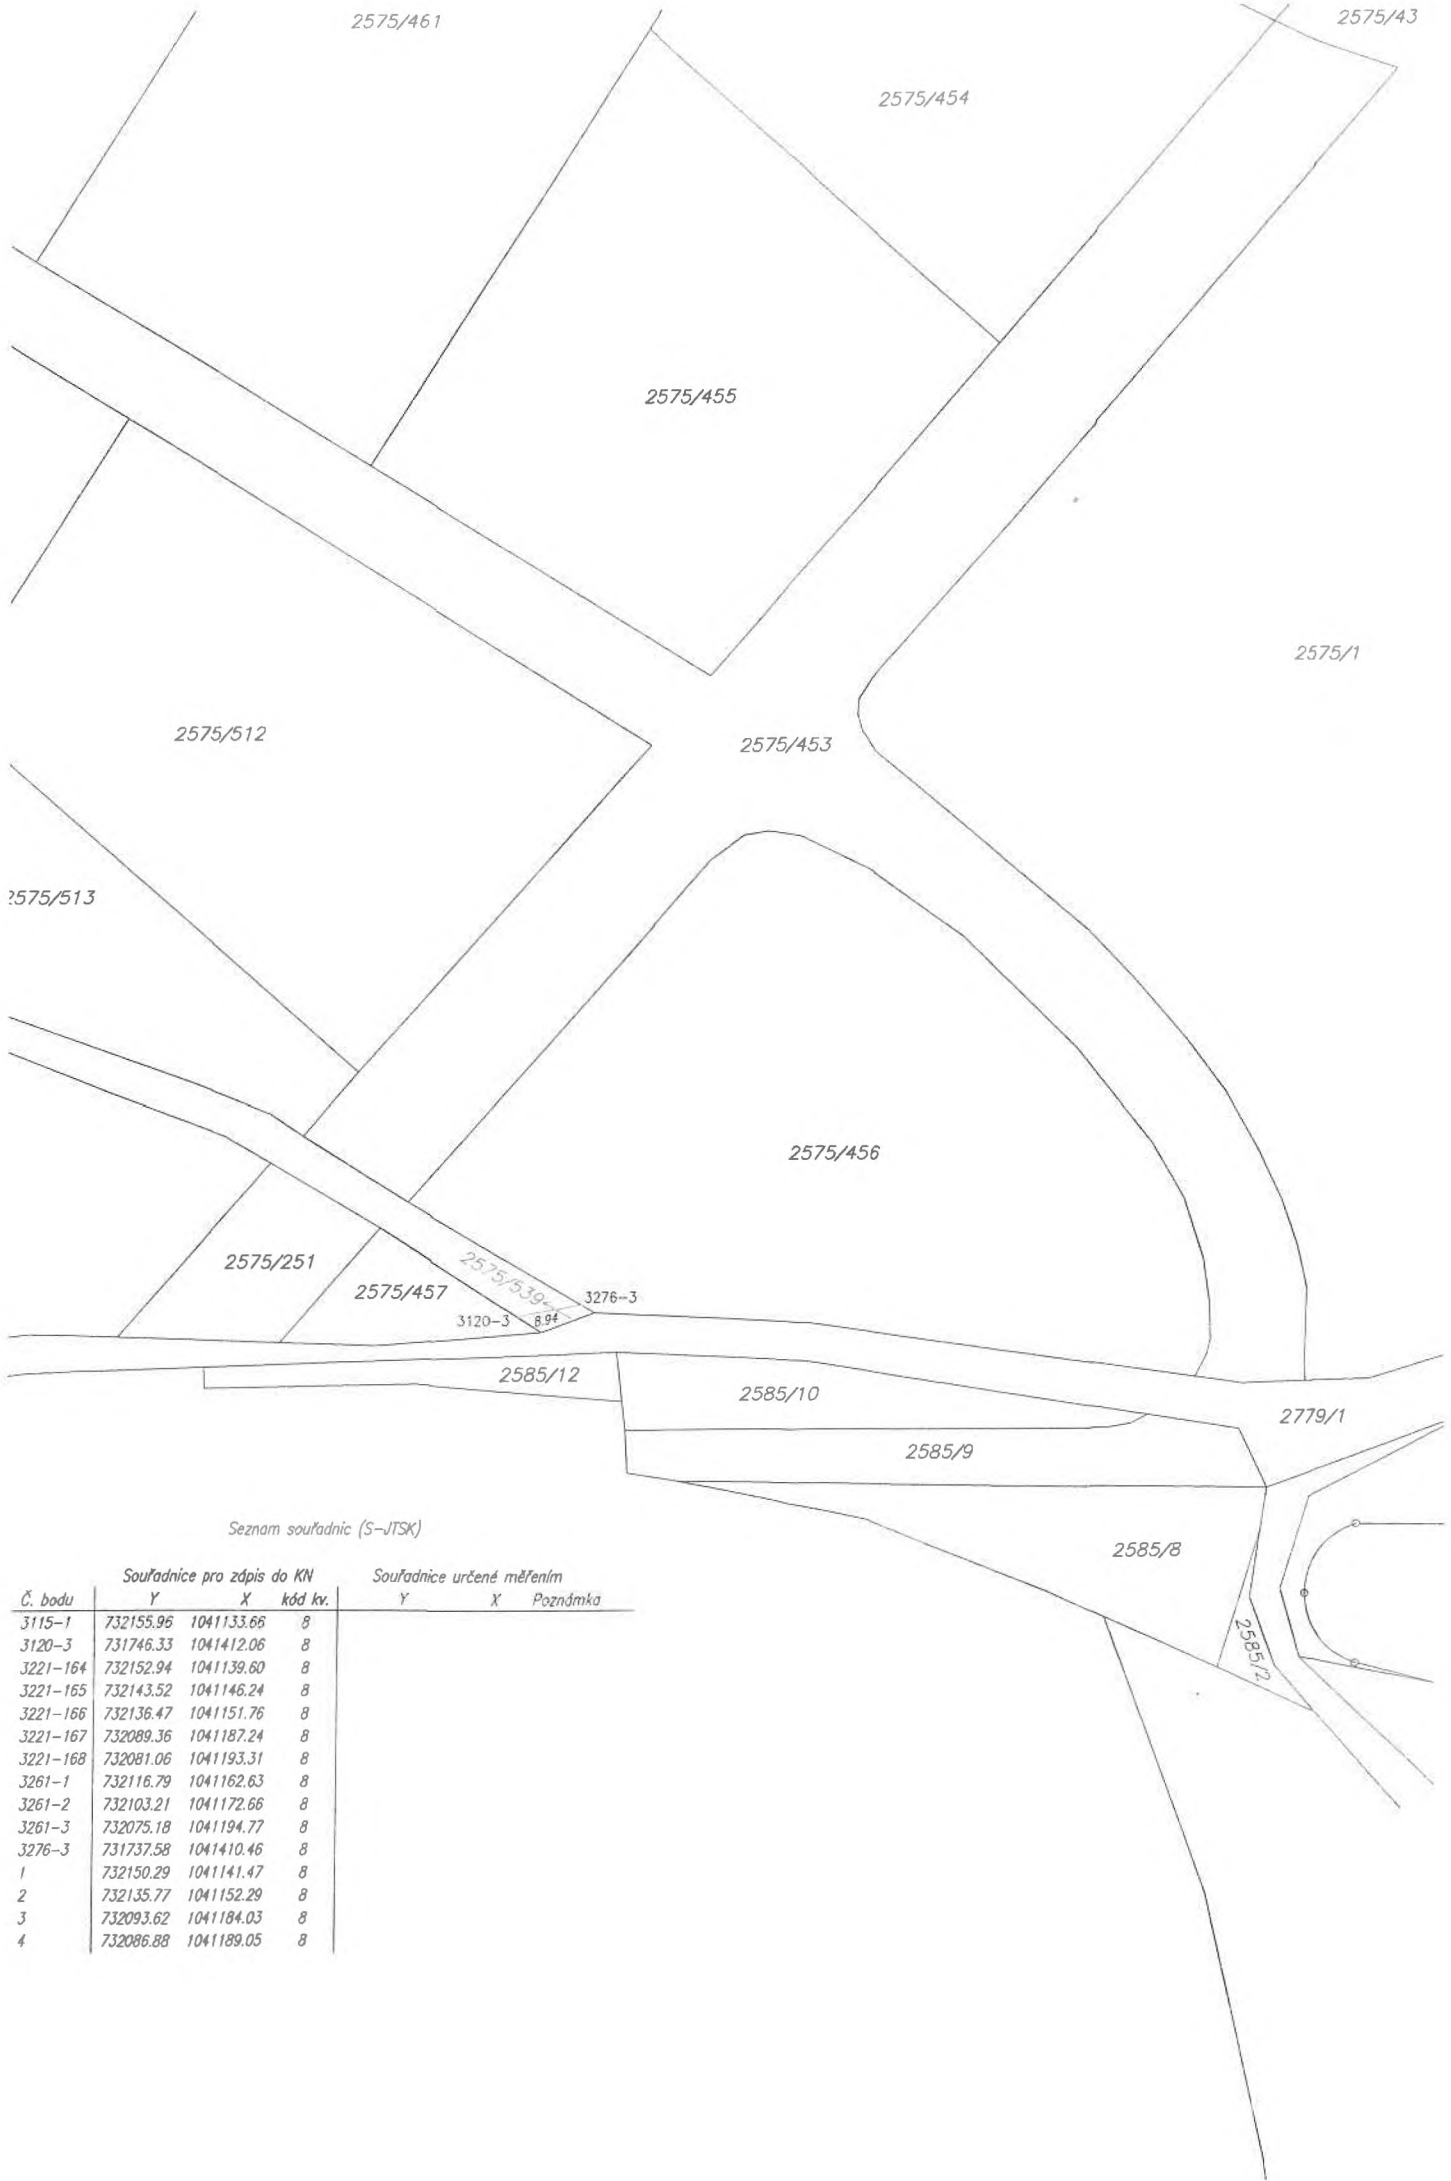 2575/461
2575/43
2575/454
2575/455
2575/1
2575/512
2575/453
2575/513
2575/456
2575/251
2575/539
2575/457
3276-3
3120-3
8.94
2585/12
2585/10
2779/1
2585/9
2585/8
2585/2
Seznam souřadnic (S-JTSK)
Souřadnice pro zápis do KN Souřadnice určené měřením
Č. bodu Y X kód kv. Y X Poznámka
3115-1 732155.96 1041133.66 8
3120-3 731746.33 1041412.06 8
3221-164 732152.94 1041139.60 8
3221-165 732143.52 1041146.24 8
3221-166 732136.47 1041151.76 8
3221-167 732089.36 1041187.24 8
3221-168 732081.06 1041193.31 8
3261-1 732116.79 1041162.63 8
3261-2 732103.21 1041172.66 8
3261-3 732075.18 1041194.77 8
3276-3 731737.58 1041410.46 8
1 732150.29 1041141.47 8
2 732135.77 1041152.29 8
3 732093.62 1041184.03 8
4 732086.88 1041189.05 8